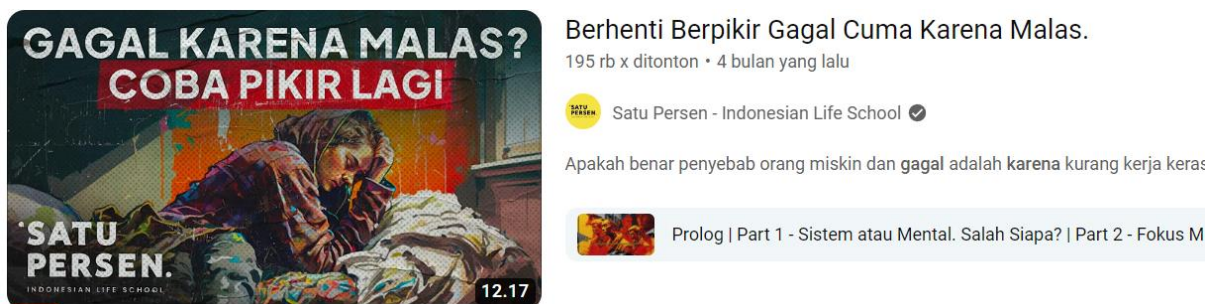 GAGAL KARENA MALAS?
COBA PIKIR LAGI
SATU
PERSEN.
INDONESIAN LIFE SCHOOL
12.17
Berhenti Berpikir Gagal Cuma Karena Malas.
195 rb x ditonton • 4 bulan yang lalu
SATU
PERSEN
Satu Persen - Indonesian Life School
Apakah benar penyebab orang miskin dan gagal adalah karena kurang kerja keras
Prolog | Part 1 - Sistem atau Mental. Salah Siapa? | Part 2 - Fokus M